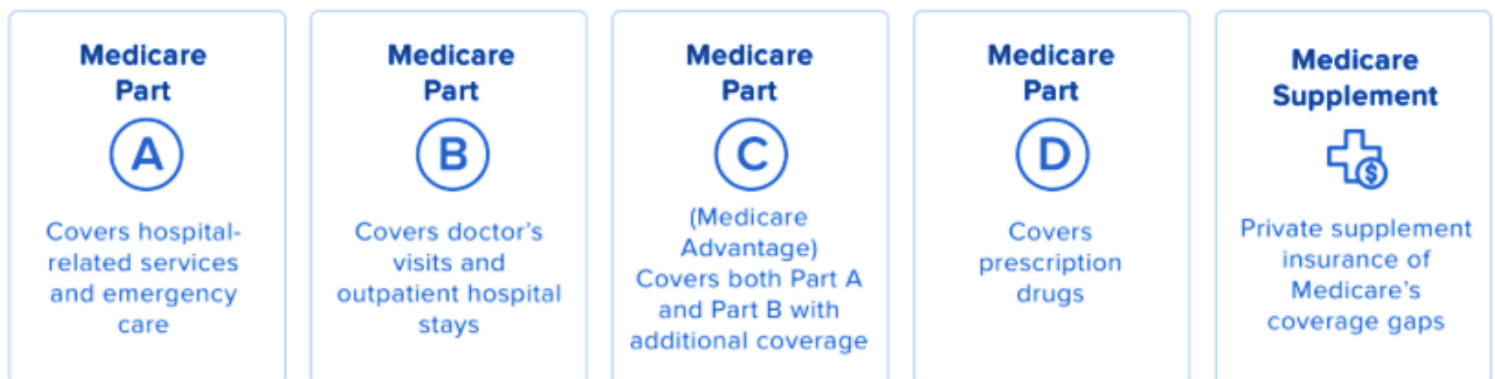 Medicare
Part
A
Covers hospital-
related services
and emergency
care
Medicare
Part
B
Covers doctor's
visits and
outpatient hospital
stays
Medicare
Part
C
(Medicare
Advantage)
Covers both Part A
and Part B with
additional coverage
Medicare
Part
D
Covers
prescription
drugs
Medicare
Supplement
$
Private supplement
insurance of
Medicare's
coverage gaps